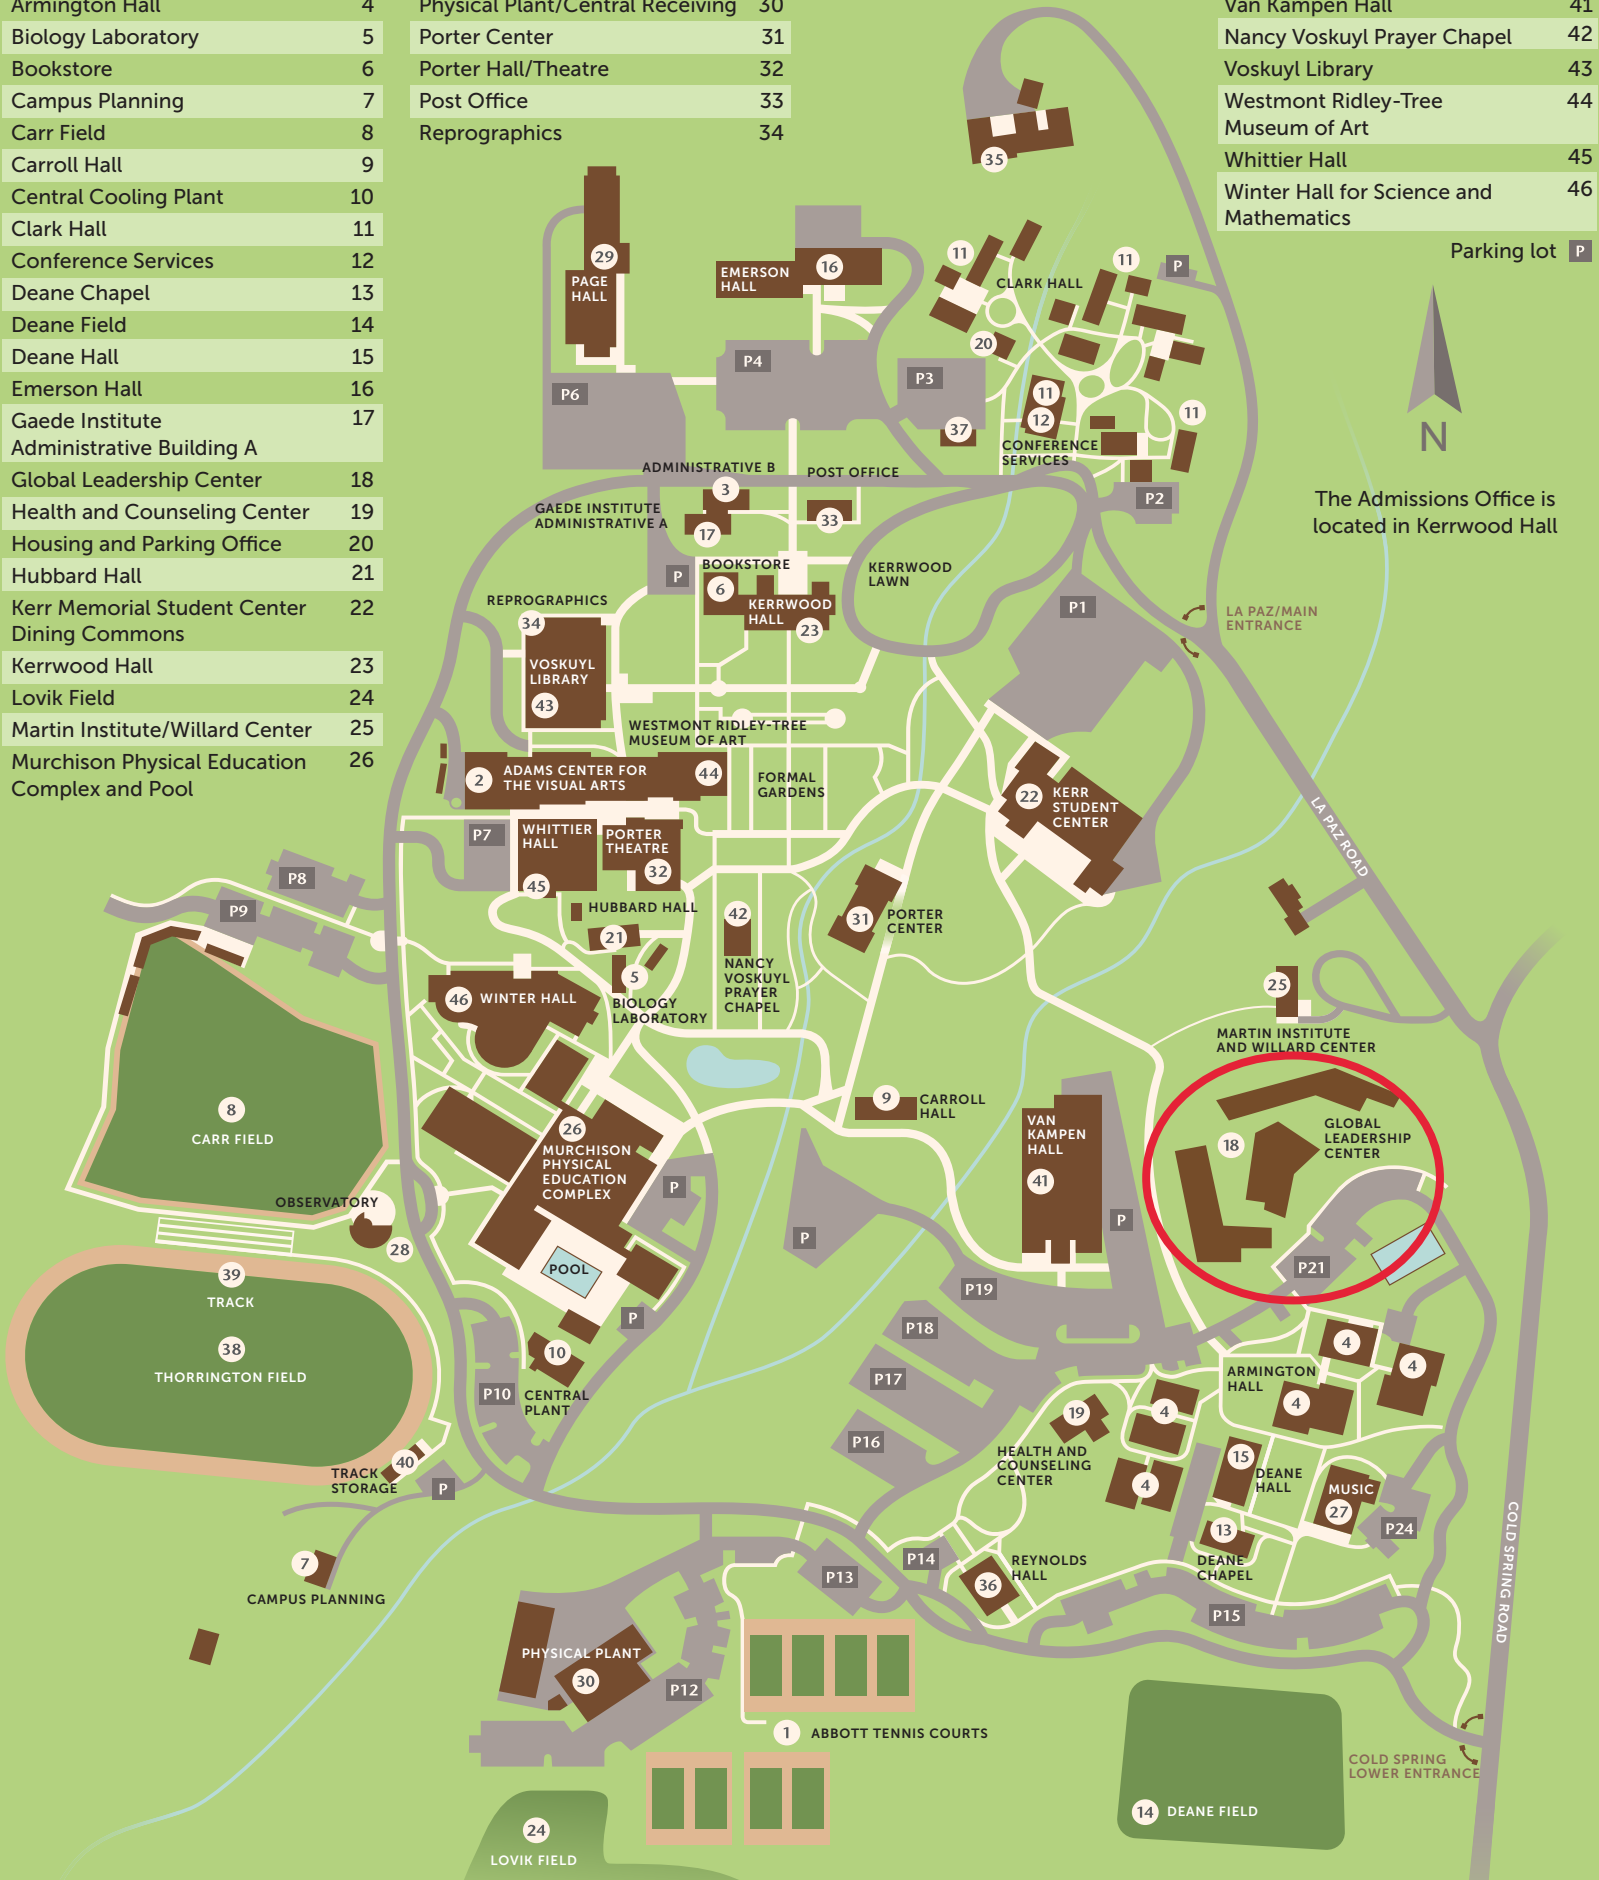 Armington Hall 4
Biology Laboratory 5
Bookstore 6
Campus Planning 7
Carr Field 8
Carroll Hall 9
Central Cooling Plant 10
Clark Hall 11
Conference Services 12
Deane Chapel 13
Deane Field 14
Deane Hall 15
Emerson Hall 16
Gaede Institute 17
Administrative Building A
Global Leadership Center 18
Health and Counseling Center 19
Housing and Parking Office 20
Hubbard Hall 21
Kerr Memorial Student Center 22
Dining Commons
Kerrwood Hall 23
Lovik Field 24
Martin Institute/Willard Center 25
Murchison Physical Education 26
Complex and Pool
Physical Plant/Central Receiving 30
Porter Center 31
Porter Hall/Theatre 32
Post Office 33
Reprographics 34
Van Kampen Hall 41
Nancy Voskuyl Prayer Chapel 42
Voskuyl Library 43
Westmont Ridley-Tree 44
Museum of Art
Whittier Hall 45
Winter Hall for Science and 46
Mathematics
Parking lot P
N
The Admissions Office is
located in Kerrwood Hall
35
29
PAGE
HALL
EMERSON
HALL
16
11
CLARK HALL
11
P
20
P4
P3
P6
37
11
12
11
CONFERENCE
SERVICES
P2
ADMINISTRATIVE B
3
POST OFFICE
33
GAEDE INSTITUTE
ADMINISTRATIVE A
17
P
BOOKSTORE
6
KERRWOOD
HALL
23
KERRWOOD
LAWN
P1
LA PAZ/MAIN
ENTRANCE
REPROGRAPHICS
34
VOSKUYL
LIBRARY
43
WESTMONT RIDLEY-TREE
MUSEUM OF ART
2
ADAMS CENTER FOR
THE VISUAL ARTS
44
FORMAL
GARDENS
22
KERR
STUDENT
CENTER
LA PAZ ROAD
P7
WHITTIER
HALL
45
PORTER
THEATRE
32
P8
P9
HUBBARD HALL
21
42
NANCY
VOSKUYL
PRAYER
CHAPEL
31
PORTER
CENTER
5
BIOLOGY
LABORATORY
46
WINTER HALL
25
MARTIN INSTITUTE
AND WILLARD CENTER
8
CARR FIELD
9
CARROLL
HALL
VAN
KAMPEN
HALL
41
18
GLOBAL
LEADERSHIP
CENTER
26
MURCHISON
PHYSICAL
EDUCATION
COMPLEX
P
P
P
OBSERVATORY
28
POOL
P21
39
TRACK
38
THORRINGTON FIELD
P
P19
P18
P17
P16
10
CENTRAL
PLANT
P10
4
4
ARMINGTON
HALL
4
4
4
19
HEALTH AND
COUNSELING
CENTER
15
DEANE
HALL
MUSIC
27
P24
40
TRACK
STORAGE
P
13
DEANE
CHAPEL
COLD SPRING ROAD
7
CAMPUS PLANNING
P14
P13
36
REYNOLDS
HALL
P15
PHYSICAL PLANT
30
P12
1
ABBOTT TENNIS COURTS
COLD SPRING
LOWER ENTRANCE
14
DEANE FIELD
24
LOVIK FIELD